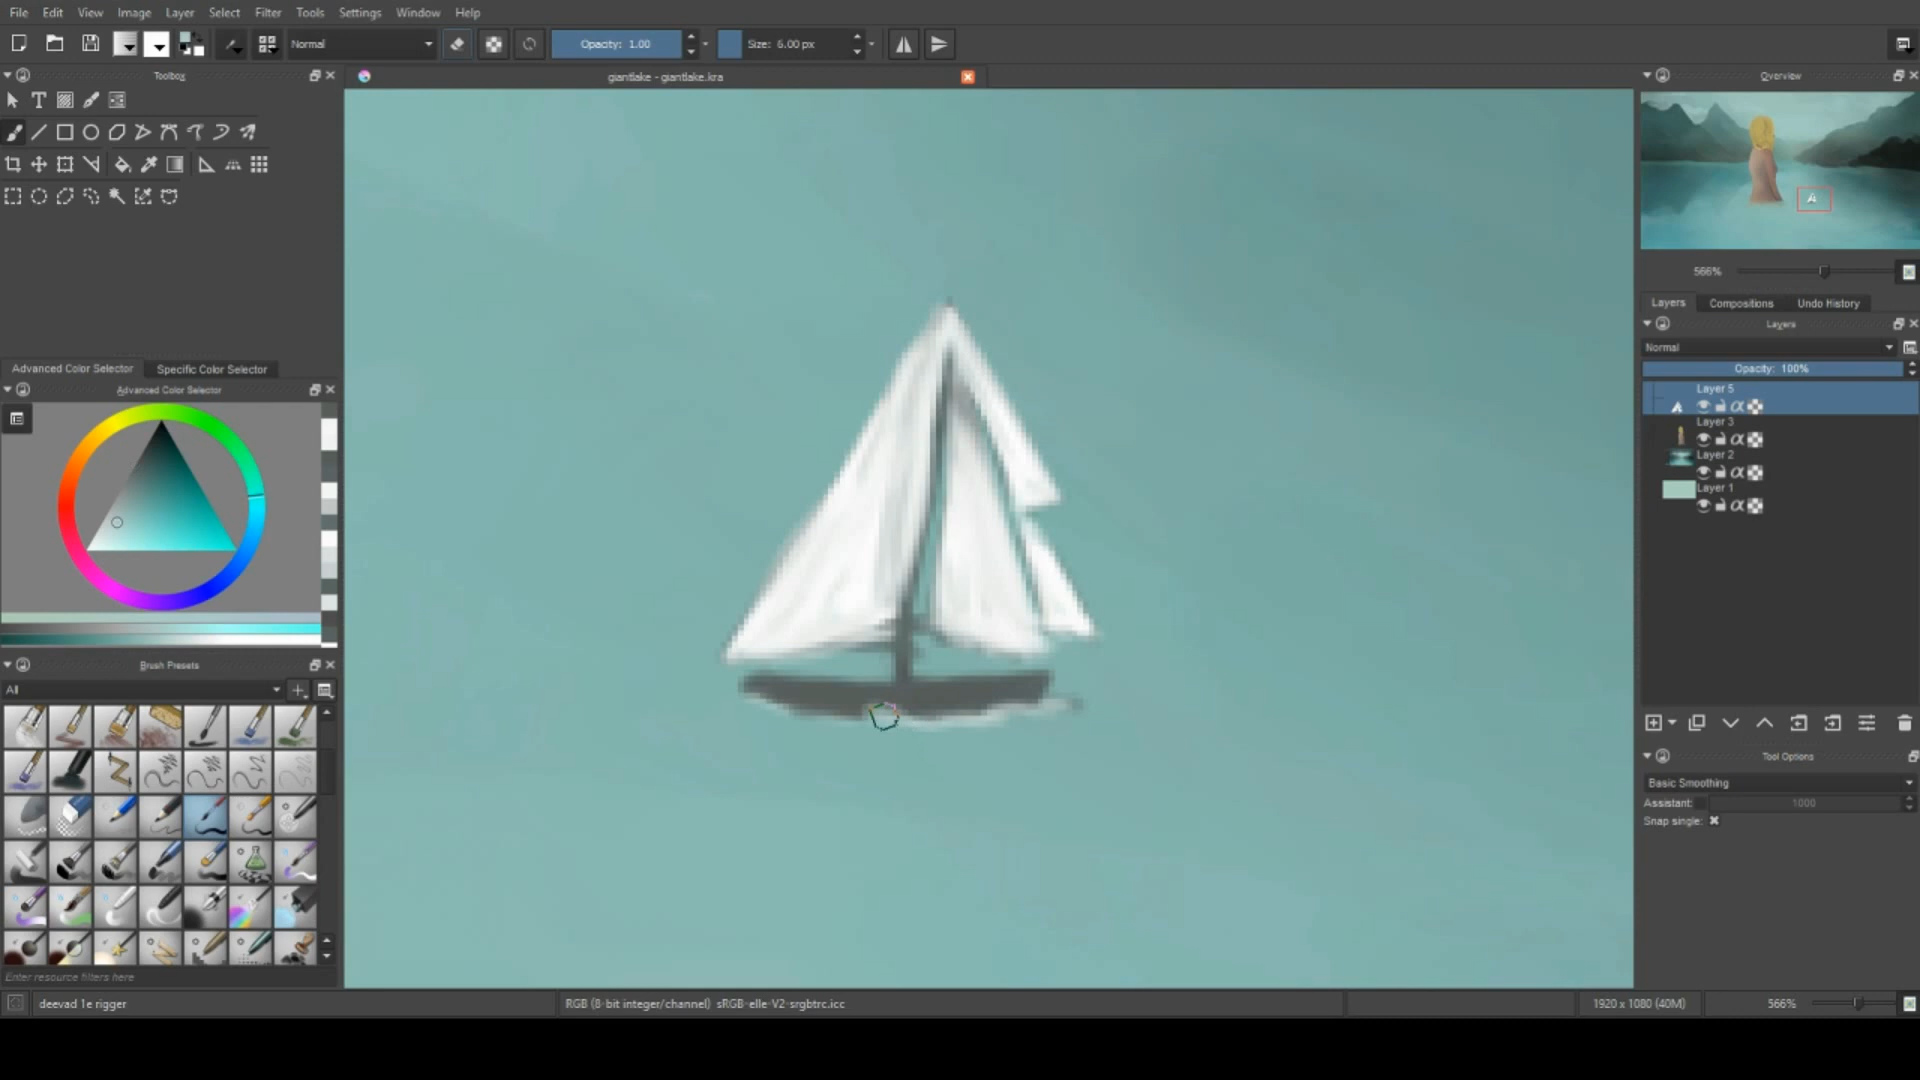 File Edit View Image Layer Select Filter Tools Settings Window Help
Normal Opacity: 1.00 Size: 6.00 px
Toolbox
giantlake - giantlake.kra
Overview
566%
Layers Compositions Undo History
Layers
Normal
Opacity: 100%
Layer 5
Layer 3
Layer 2
Layer 1
Advanced Color Selector Specific Color Selector
Advanced Color Selector
Brush Presets
All
Enter resource filters here
Tool Options
Basic Smoothing
Assistant: 1000
Snap single:
deevad 1e rigger RGB (8-bit integer/channel) sRGB-elle-V2-srgbtrc.icc 1920 x 1080 (40M) 566%